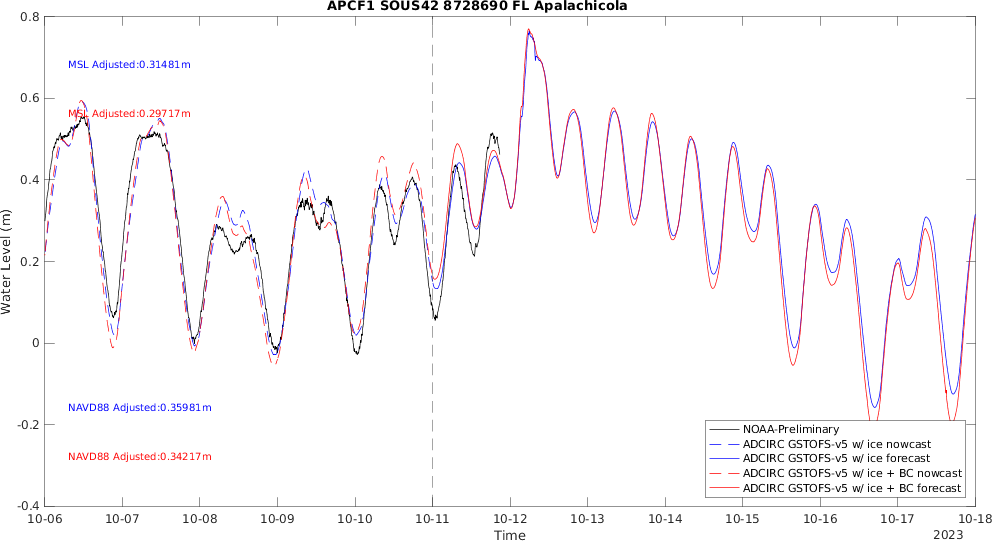 APCF1 SOUS42 8728690 FL Apalachicola
0.8
MSL Adjusted:0.31481m
0.6
MSL Adjusted:0.29717m
0.4
Water Level (m)
0.2
0
NAVD88 Adjusted:0.35981m
-0.2
NAVD88 Adjusted:0.34217m
-0.4
NOAA-Preliminary
ADCIRC GSTOFS-v5 w/ ice nowcast
ADCIRC GSTOFS-v5 w/ ice forecast
ADCIRC GSTOFS-v5 w/ ice + BC nowcast
ADCIRC GSTOFS-v5 w/ ice + BC forecast
10-06 10-07 10-08 10-09 10-10 10-11 10-12 10-13 10-14 10-15 10-16 10-17 10-18
Time
2023